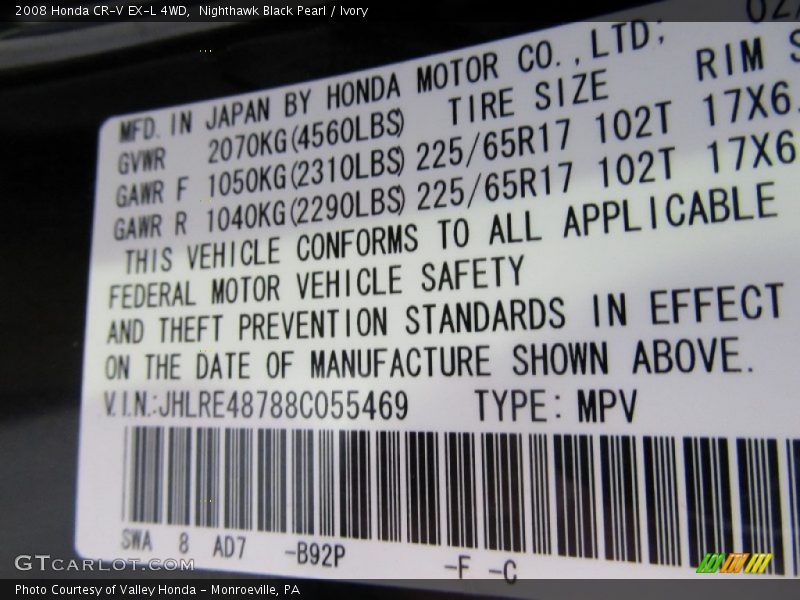 2008 Honda CR-V EX-L 4WD, Nighthawk Black Pearl / Ivory
MFD. IN JAPAN BY HONDA MOTOR CO.,LTD;
TIRE SIZE RIM
GVWR 2070KG(4560LBS)
GAWR F 1050KG(2310LBS) 225/65R17 102T 17X6.
GAWR R 1040KG(2290LBS) 225/65R17 102T 17X6
THIS VEHICLE CONFORMS TO ALL APPLICABLE
FEDERAL MOTOR VEHICLE SAFETY
AND THEFT PREVENTION STANDARDS IN EFFECT
ON THE DATE OF MANUFACTURE SHOWN ABOVE.
V.I.N.:JHLRE48788C055469 TYPE: MPV
SWA 8 AD7 -B92P -F -C
GTcarlot.com
Photo Courtesy of Valley Honda - Monroeville, PA